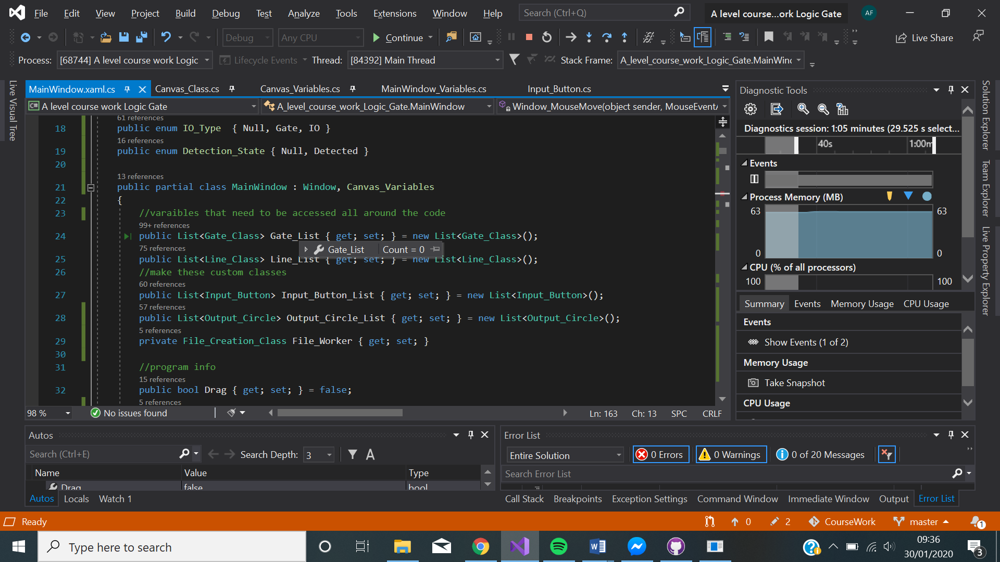 File Edit View Project Build Debug Test Analyze Tools Extensions Window Help Search (Ctrl+Q) A level course...ork Logic Gate AF
Debug Any CPU Continue Live Share
Process: [68744] A level course work Logic Lifecycle Events Thread: [84392] Main Thread Stack Frame: A_level_course_work_Logic_Gate.MainWinc
Live Visual Tree
MainWindow.xaml.cs Canvas_Class.cs Canvas_Variables.cs MainWindow_Variables.cs Input_Button.cs
A level course work Logic Gate A_level_course_work_Logic_Gate.MainWindow Window_MouseMove(object sender, MouseEventA
61 references
18 public enum IO_Type { Null, Gate, IO }
16 references
19 public enum Detection_State { Null, Detected }
20
13 references
21 public partial class MainWindow : Window, Canvas_Variables
22 {
23 //varaibles that need to be accessed all around the code
99+ references
24 public List<Gate_Class> Gate_List { get; set; } = new List<Gate_Class>();
75 references
Gate_List Count = 0
25 public List<Line_Class> Line_List { get; set; } = new List<Line_Class>();
26 //make these custom classes
60 references
27 public List<Input_Button> Input_Button_List { get; set; } = new List<Input_Button>();
57 references
28 public List<Output_Circle> Output_Circle_List { get; set; } = new List<Output_Circle>();
5 references
29 private File_Creation_Class File_Worker { get; set; }
30
31 //program info
15 references
32 public bool Drag { get; set; } = false;
5 references
98 % No issues found Ln: 163 Ch: 13 SPC CRLF
Diagnostic Tools
Diagnostics session: 1:05 minutes (29.525 s select...
40s 1:00m
Events
Process Memory (MB)
63 63
0 0
CPU (% of all processors)
100 100
Summary Events Memory Usage CPU Usage
Events
Show Events (1 of 2)
Memory Usage
Take Snapshot
CPU Usage
Solution Explorer
Team Explorer
Live Property Explorer
Autos
Search (Ctrl+E) Search Depth: 3
Name Value Type
Drag false bool
Autos Locals Watch 1
Error List
Entire Solution 0 Errors 0 Warnings 0 of 20 Messages
Search Error List
Call Stack Breakpoints Exception Settings Command Window Immediate Window Output Error List
Ready 0 2 CourseWork master 1
Type here to search
09:36
30/01/2020
3